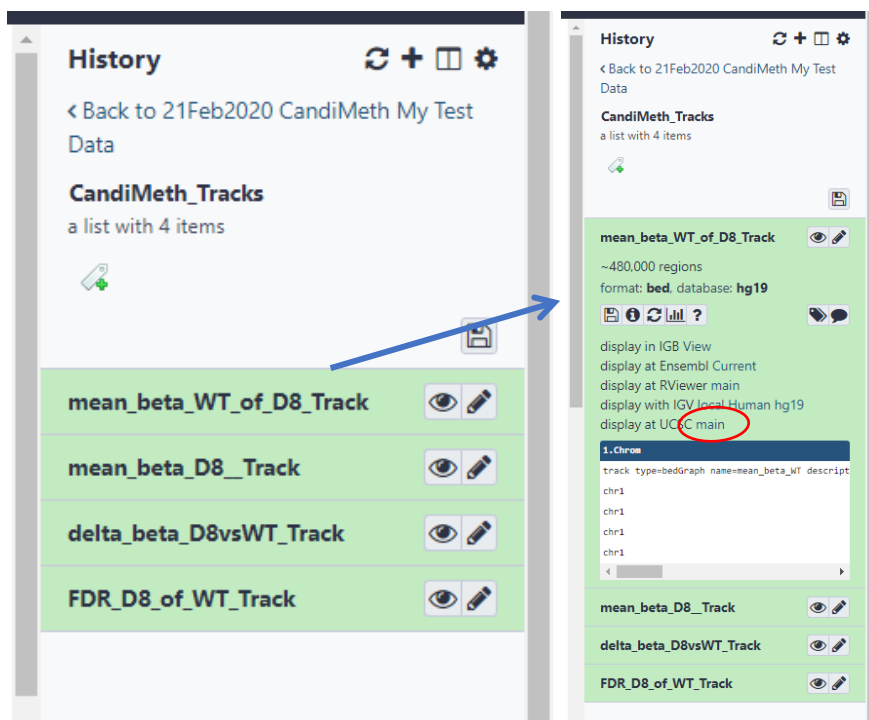 History
< Back to 21Feb2020 CandiMeth My Test
Data
CandiMeth_Tracks
a list with 4 items
mean_beta_WT_of_D8_Track
mean_beta_D8__Track
delta_beta_D8vsWT_Track
FDR_D8_of_WT_Track
History
< Back to 21Feb2020 CandiMeth My Test
Data
CandiMeth_Tracks
a list with 4 items
mean_beta_WT_of_D8_Track
~480,000 regions
format: bed, database: hg19
display in IGB View
display at Ensembl Current
display at RViewer main
display with IGV local Human hg19
display at UCSC main
1.Chrom
track type=bedGraph name=mean_beta_WT descript
chr1
chr1
chr1
chr1
mean_beta_D8__Track
delta_beta_D8vsWT_Track
FDR_D8_of_WT_Track